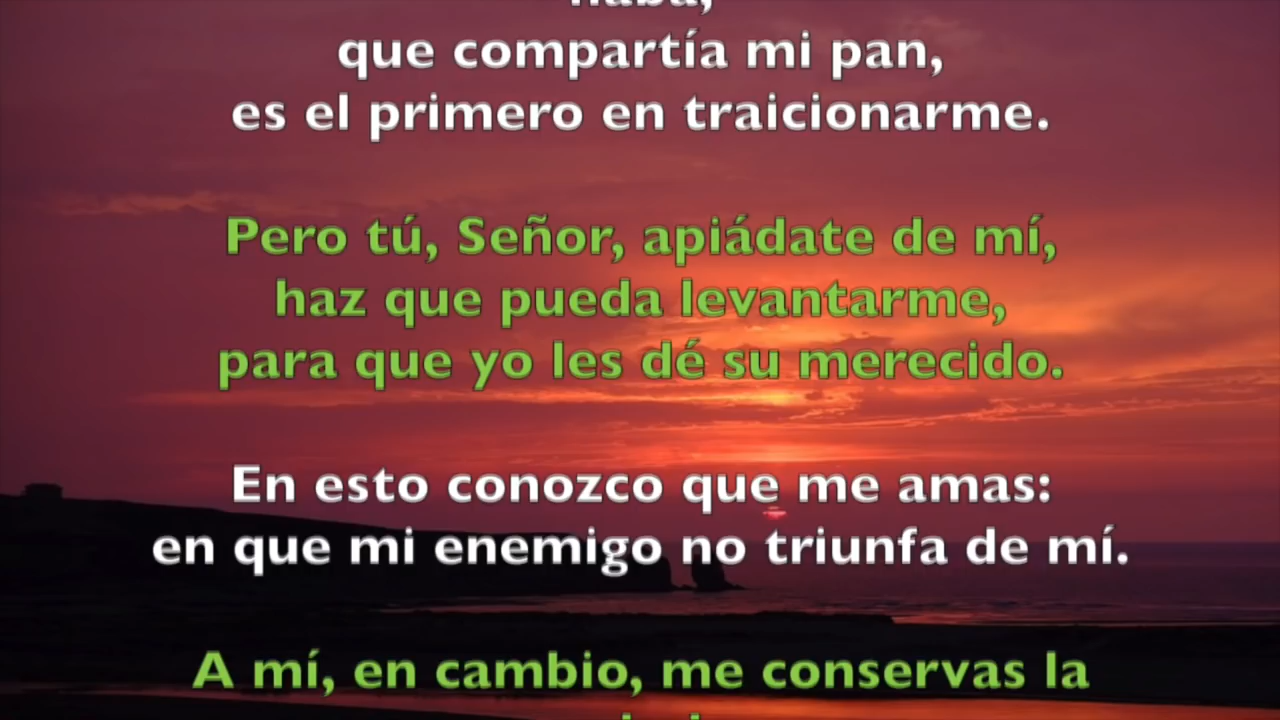 que compartía mi pan,
es el primero en traicionarme.
Pero tú, Señor, apiádate de mí,
haz que pueda levantarme,
para que yo les dé su merecido.
En esto conozco que me amas:
en que mi enemigo no triunfa de mí.
A mí, en cambio, me conservas la